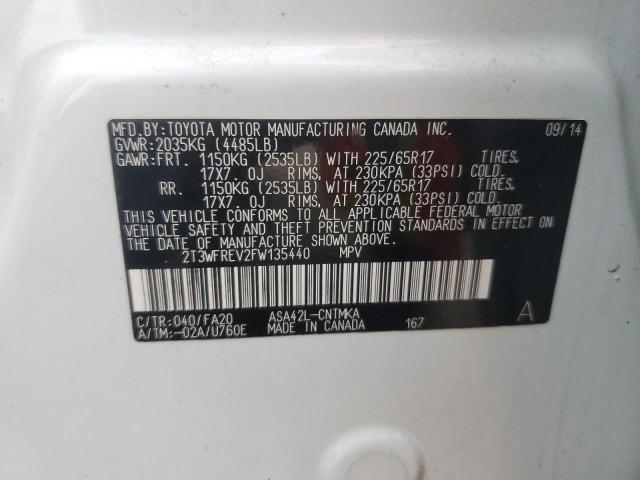 MFD.BY:TOYOTA MOTOR MANUFACTURING CANADA INC. 09/14
GVWR:2035KG (4485LB)
GAWR:FRT. 1150KG (2535LB) WITH 225/65R17 TIRES,
17X7.0J RIMS, AT 230KPA (33PSI) COLD.
RR. 1150KG (2535LB) WITH 225/65R17 TIRES,
17X7.0J RIMS, AT 230KPA (33PSI) COLD.
THIS VEHICLE CONFORMS TO ALL APPLICABLE FEDERAL MOTOR
VEHICLE SAFETY AND THEFT PREVENTION STANDARDS IN EFFECT ON
THE DATE OF MANUFACTURE SHOWN ABOVE.
2T3WFREV2FW135440 MPV
C/TR:040/FA20 ASA42L-CNTMKA 167
A/TM:-02A/U760E MADE IN CANADA A